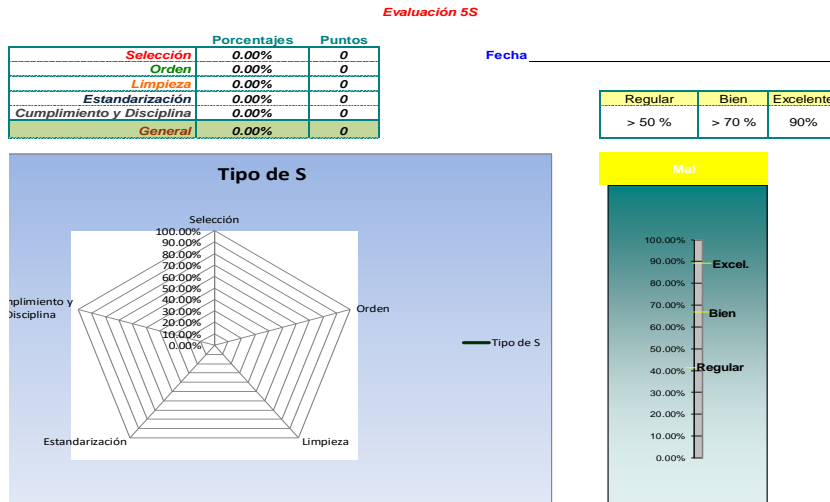 Evaluación 5S
Porcentajes Puntos
Selección 0.00% 0
Orden 0.00% 0
Limpieza 0.00% 0
Estandarización 0.00% 0
Cumplimiento y Disciplina 0.00% 0
General 0.00% 0
Fecha
Regular Bien Excelente
> 50 % > 70 % 90%
Tipo de S
Selección
100.00%
90.00%
80.00%
70.00%
60.00%
50.00%
40.00%
30.00%
20.00%
10.00%
0.00%
mplimiento y
Disciplina
Orden
Estandarización
Limpieza
Tipo de S
Mal
100.00%
90.00%
80.00%
70.00%
60.00%
50.00%
40.00%
30.00%
20.00%
10.00%
0.00%
Excel.
Bien
Regular